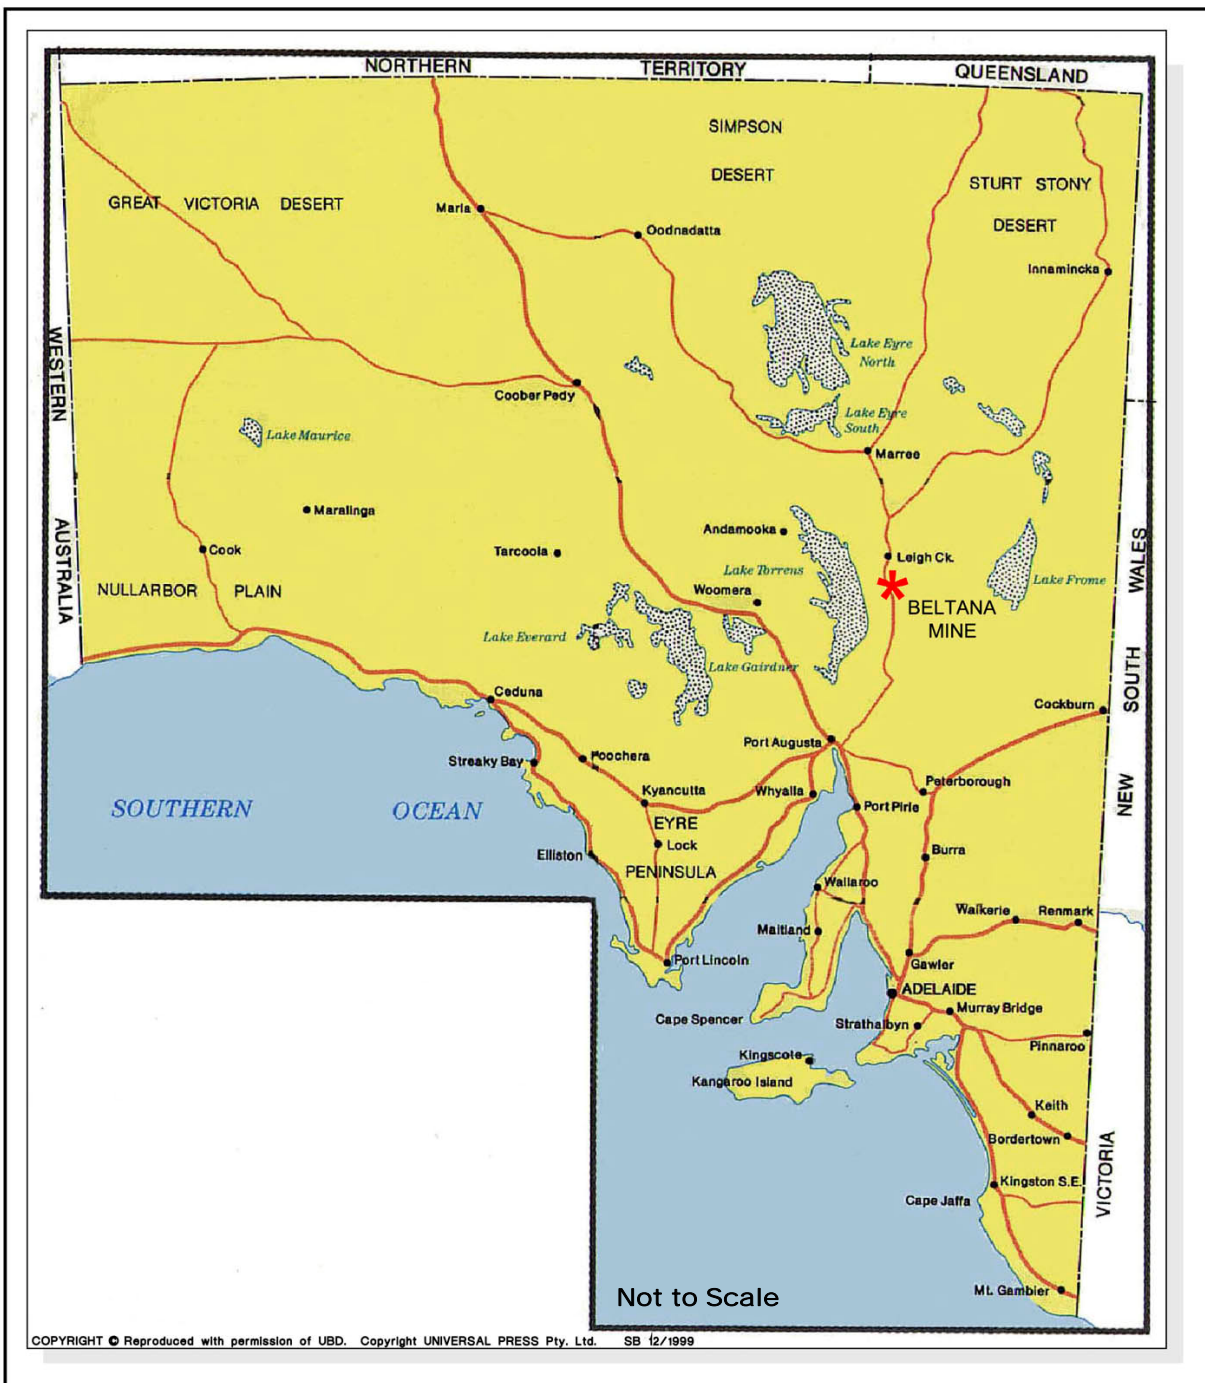 NORTHERN TERRITORY QUEENSLAND
SIMPSON
DESERT
STURT STONY
DESERT
GREAT VICTORIA DESERT
Marla
Oodnadatta
Innamincka
WESTERN
AUSTRALIA
Lake Eyre
North
Coober Pedy
Lake Eyre
South
Lake Maurice
Marree
Maralinga
Andamooka
Cook
Tarcoola
Leigh Ck.
Lake Torrens
Lake Frome
NULLARBOR PLAIN
Woomera
BELTANA
MINE
Lake Everard
Lake Gairdner
NEW SOUTH WALES
Ceduna
Cockburn
Port Augusta
Streaky Bay
Poochera
Peterborough
Kyancutta
Whyalla
Port Pirie
SOUTHERN OCEAN
EYRE
Lock
Burra
Elliston
PENINSULA
Wallaroo
Waikerie
Renmark
Maitland
Port Lincoln
Gawler
ADELAIDE
Murray Bridge
Cape Spencer
Strathalbyn
Pinnaroo
Kingscote
Kangaroo Island
Keith
Bordertown
VICTORIA
Kingston S.E.
Cape Jaffa
Mt. Gambier
Not to Scale
COPYRIGHT © Reproduced with permission of UBD. Copyright UNIVERSAL PRESS Pty. Ltd. SB 12/1999